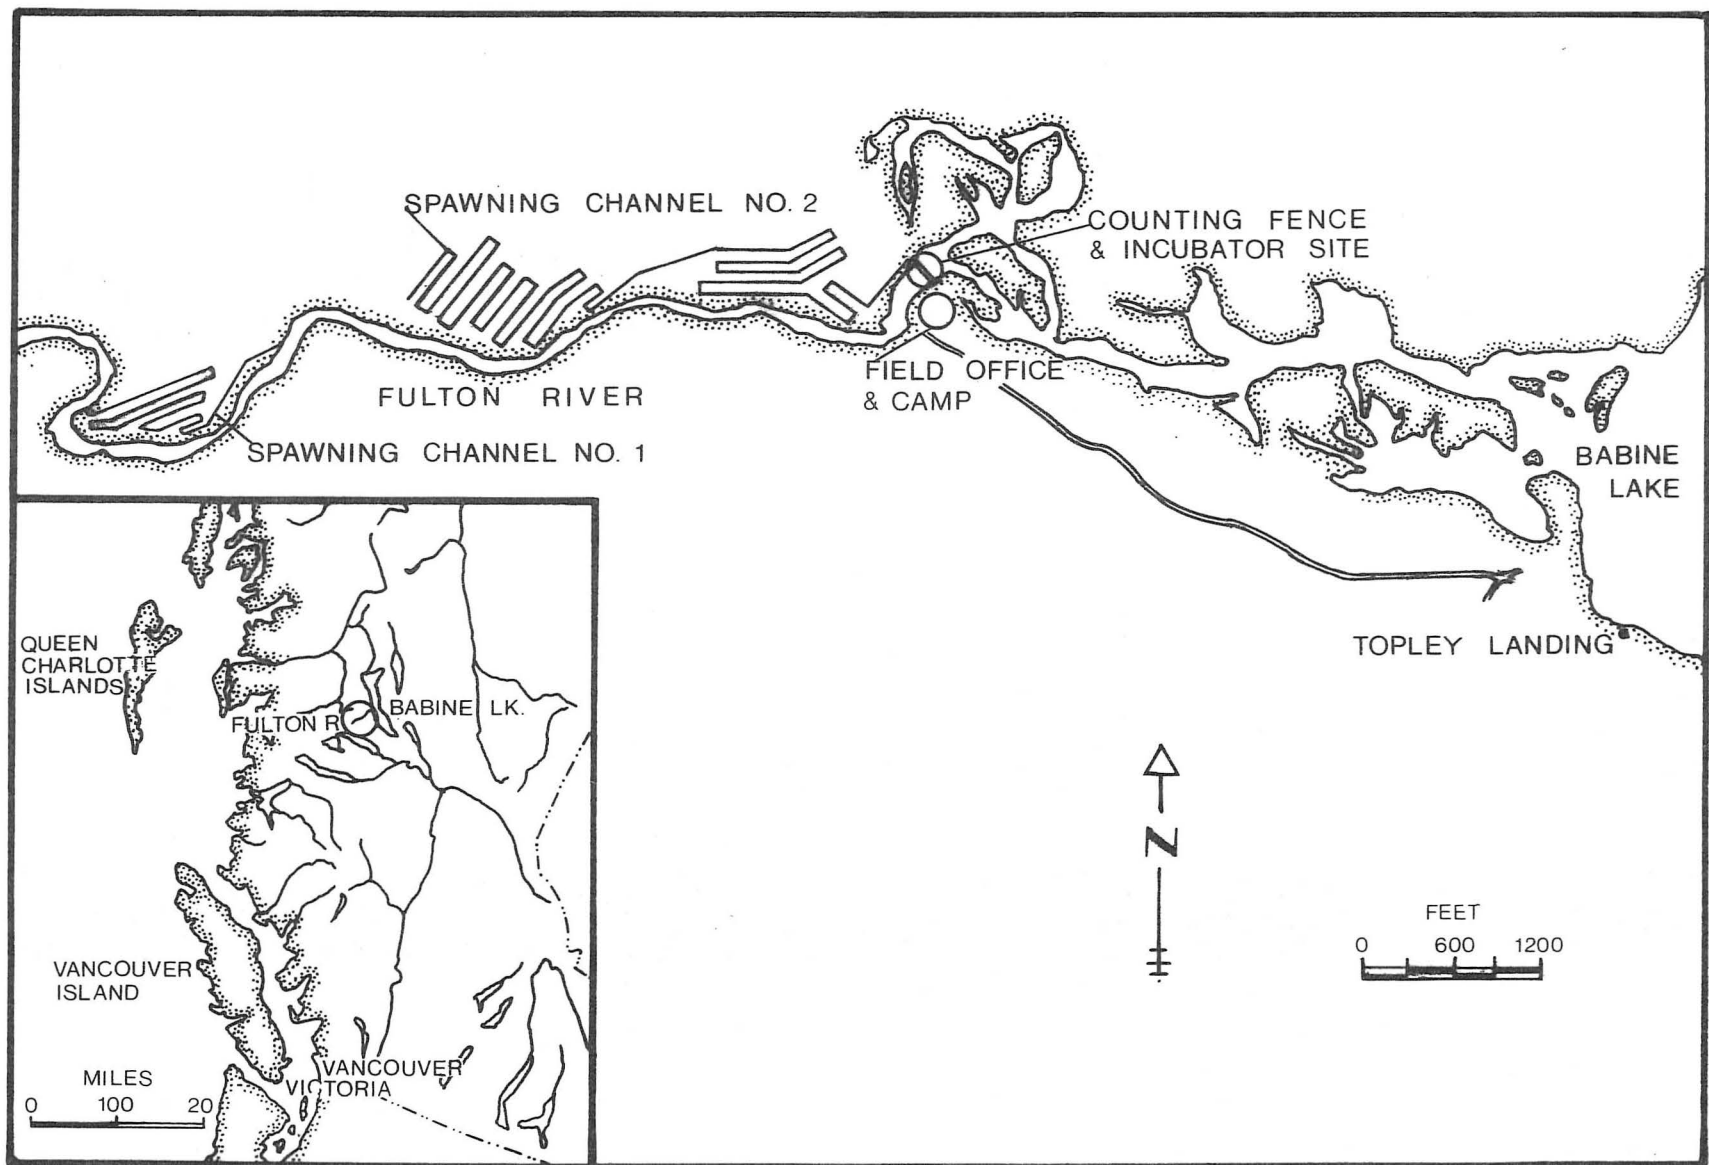 SPAWNING CHANNEL NO. 2
COUNTING FENCE
& INCUBATOR SITE
FIELD OFFICE
& CAMP
FULTON RIVER
SPAWNING CHANNEL NO. 1
BABINE
LAKE
TOPLEY LANDING
N
FEET
0 600 1200
QUEEN
CHARLOTTE
ISLANDS
FULTON R
BABINE LK.
VANCOUVER
ISLAND
VANCOUVER
VICTORIA
MILES
0 100 20